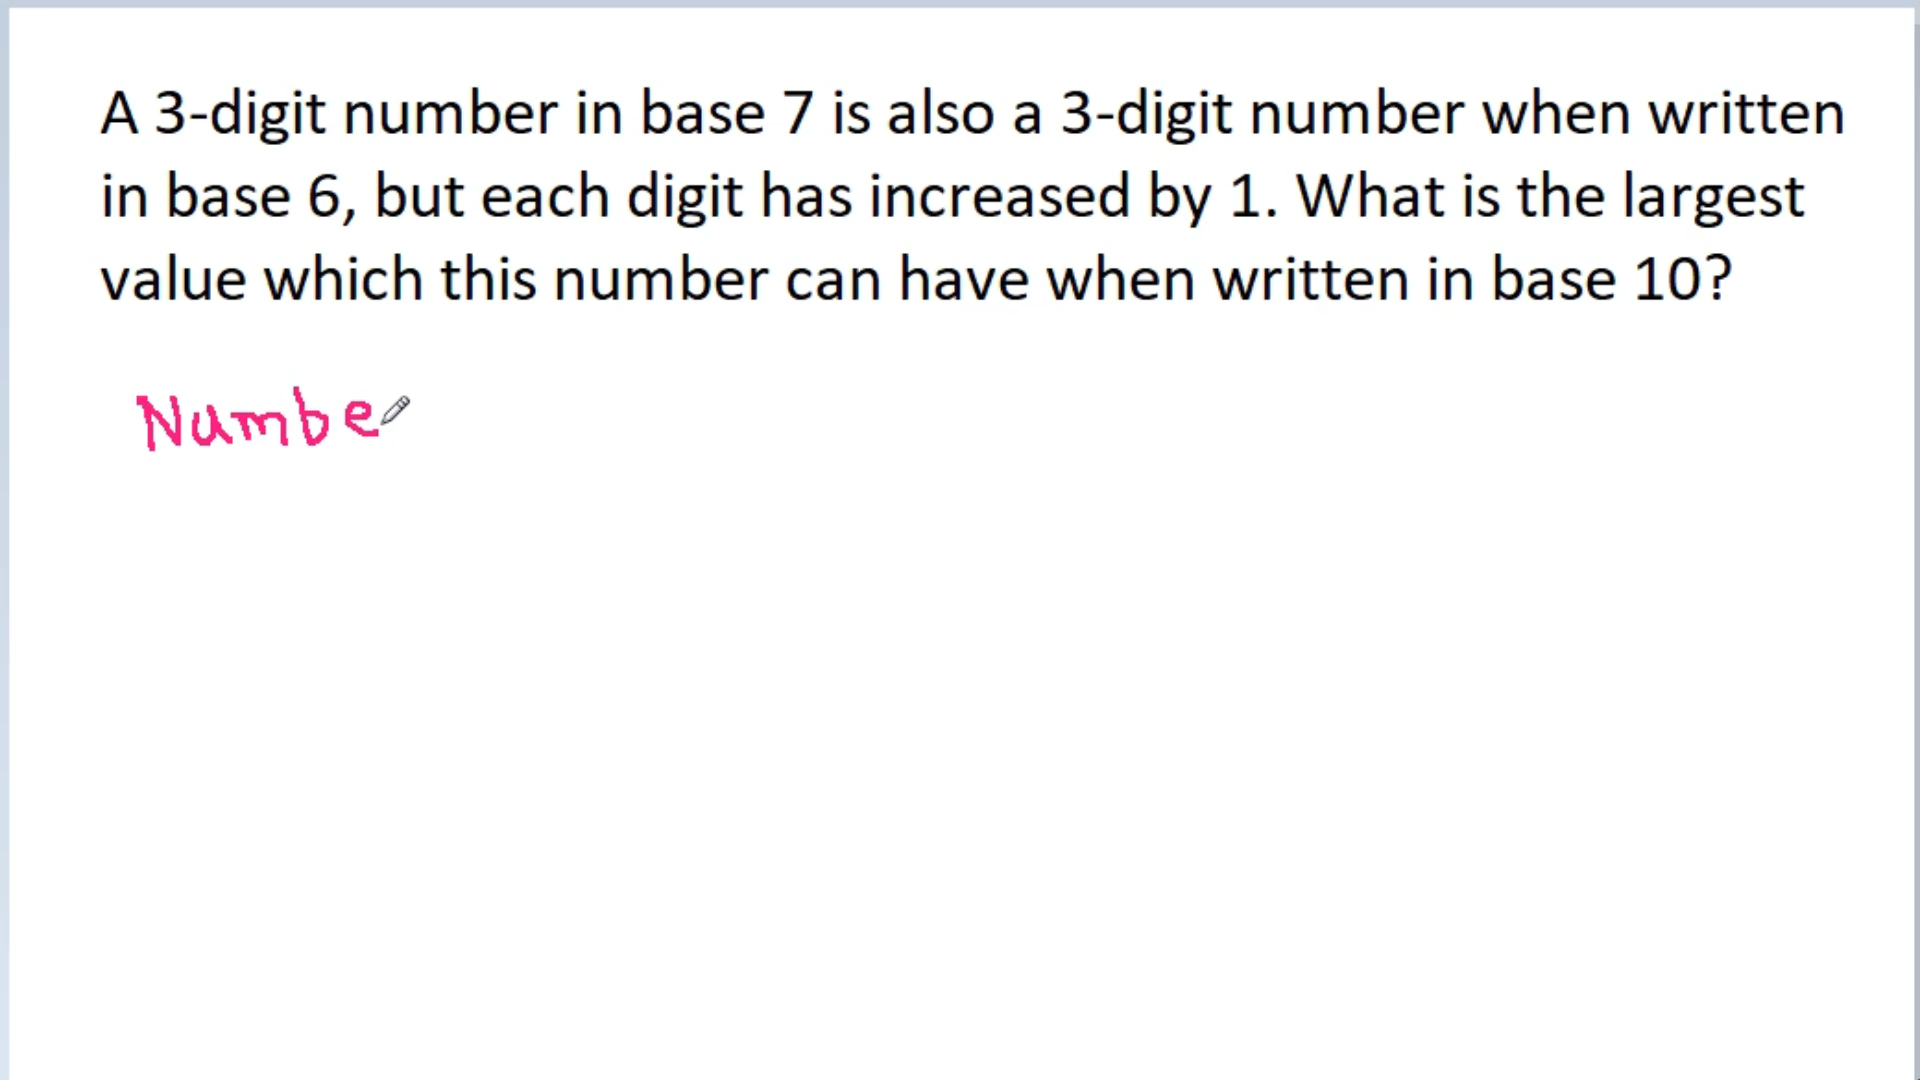 A 3-digit number in base 7 is also a 3-digit number when written
in base 6, but each digit has increased by 1. What is the largest
value which this number can have when written in base 10?
Numbe